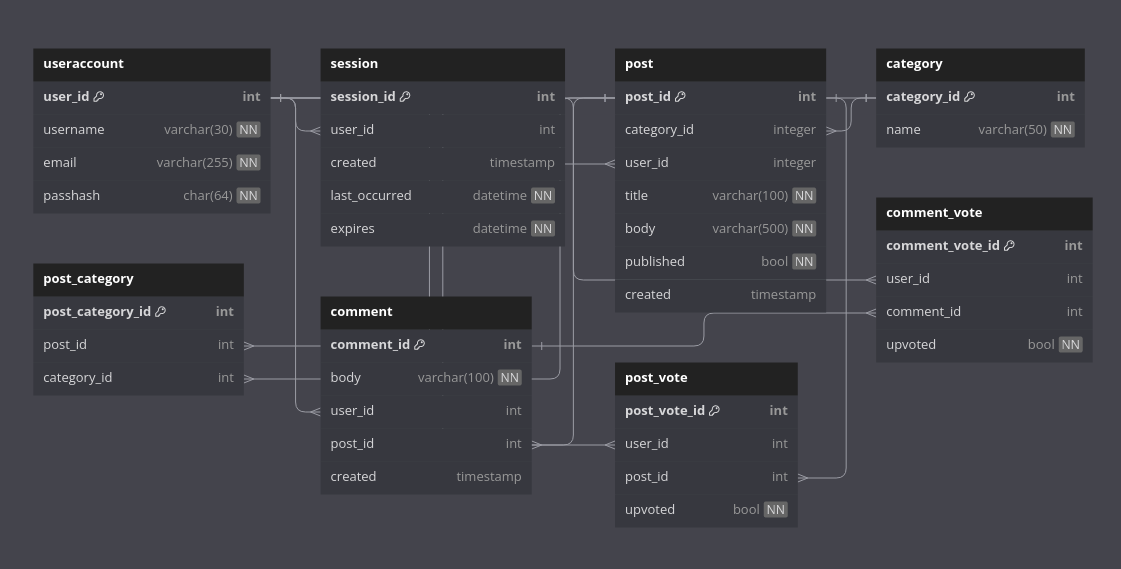 useraccount
user_id int
username varchar(30) NN
email varchar(255) NN
passhash char(64) NN
session
session_id int
user_id int
created timestamp
last_occurred datetime NN
expires datetime NN
post
post_id int
category_id integer
user_id integer
title varchar(100) NN
body varchar(500) NN
published bool NN
created timestamp
category
category_id int
name varchar(50) NN
comment_vote
comment_vote_id int
user_id int
comment_id int
upvoted bool NN
post_category
post_category_id int
post_id int
category_id int
comment
comment_id int
body varchar(100) NN
user_id int
post_id int
created timestamp
post_vote
post_vote_id int
user_id int
post_id int
upvoted bool NN